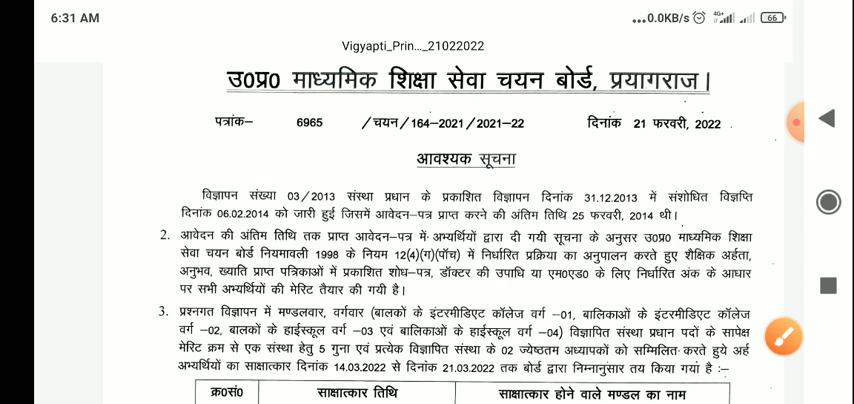 6:31 AM
...0.0KB/s 4G+ 66
Vigyapti_Prin..._21022022
उ0प्र0 माध्यमिक शिक्षा सेवा चयन बोर्ड, प्रयागराज।
पत्रांक– 6965 /चयन/164–2021/2021–22 दिनांक 21 फरवरी, 2022
आवश्यक सूचना
विज्ञापन संख्या 03/2013 संस्था प्रधान के प्रकाशित विज्ञापन दिनांक 31.12.2013 में संशोधित विज्ञप्ति
दिनांक 06.02.2014 को जारी हुई जिसमें आवेदन–पत्र प्राप्त करने की अंतिम तिथि 25 फरवरी, 2014 थी।
2. आवेदन की अंतिम तिथि तक प्राप्त आवेदन–पत्र में अभ्यर्थियों द्वारा दी गयी सूचना के अनुसर उ0प्र0 माध्यमिक शिक्षा
सेवा चयन बोर्ड नियमावली 1998 के नियम 12(4)(ग)(पाँच) में निर्धारित प्रक्रिया का अनुपालन करते हुए शैक्षिक अर्हता,
अनुभव, ख्याति प्राप्त पत्रिकाओं में प्रकाशित शोध–पत्र, डॉक्टर की उपाधि या एम0एड0 के लिए निर्धारित अंक के आधार
पर सभी अभ्यर्थियों की मेरिट तैयार की गयी है।
3. प्रश्नगत विज्ञापन में मण्डलवार, वर्गवार (बालकों के इंटरमीडिएट कॉलेज वर्ग –01, बालिकाओं के इंटरमीडिएट कॉलेज
वर्ग –02, बालकों के हाईस्कूल वर्ग –03 एवं बालिकाओं के हाईस्कूल वर्ग –04) विज्ञापित संस्था प्रधान पदों के सापेक्ष
मेरिट क्रम से एक संस्था हेतु 5 गुना एवं प्रत्येक विज्ञापित संस्था के 02 ज्येष्ठतम अध्यापकों को सम्मिलित करते हुये अर्ह
अभ्यर्थियों का साक्षात्कार दिनांक 14.03.2022 से दिनांक 21.03.2022 तक बोर्ड द्वारा निम्नानुसार तय किया गया है :–
क्र0सं0 साक्षात्कार तिथि साक्षात्कार होने वाले मण्डल का नाम